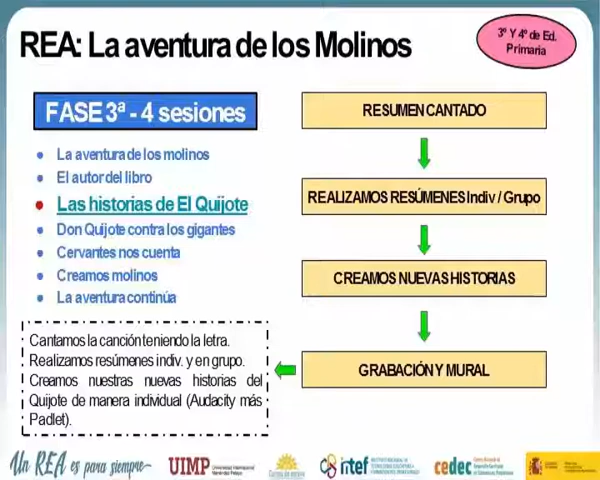 REA: La aventura de los Molinos
3º Y 4º de Ed.
Primaria
FASE 3ª - 4 sesiones
La aventura de los molinos
El autor del libro
Las historias de El Quijote
Don Quijote contra los gigantes
Cervantes nos cuenta
Creamos molinos
La aventura continúa
RESUMEN CANTADO
REALIZAMOS RESÚMENES Indiv / Grupo
CREAMOS NUEVAS HISTORIAS
GRABACIÓN Y MURAL
Cantamos la canción teniendo la letra.
Realizamos resúmenes indiv. y en grupo.
Creamos nuestras nuevas historias del
Quijote de manera individual (Audacity más
Padlet).
Un REA es para siempre
UIMP
Universidad Internacional
Menéndez Pelayo
intef
cedec